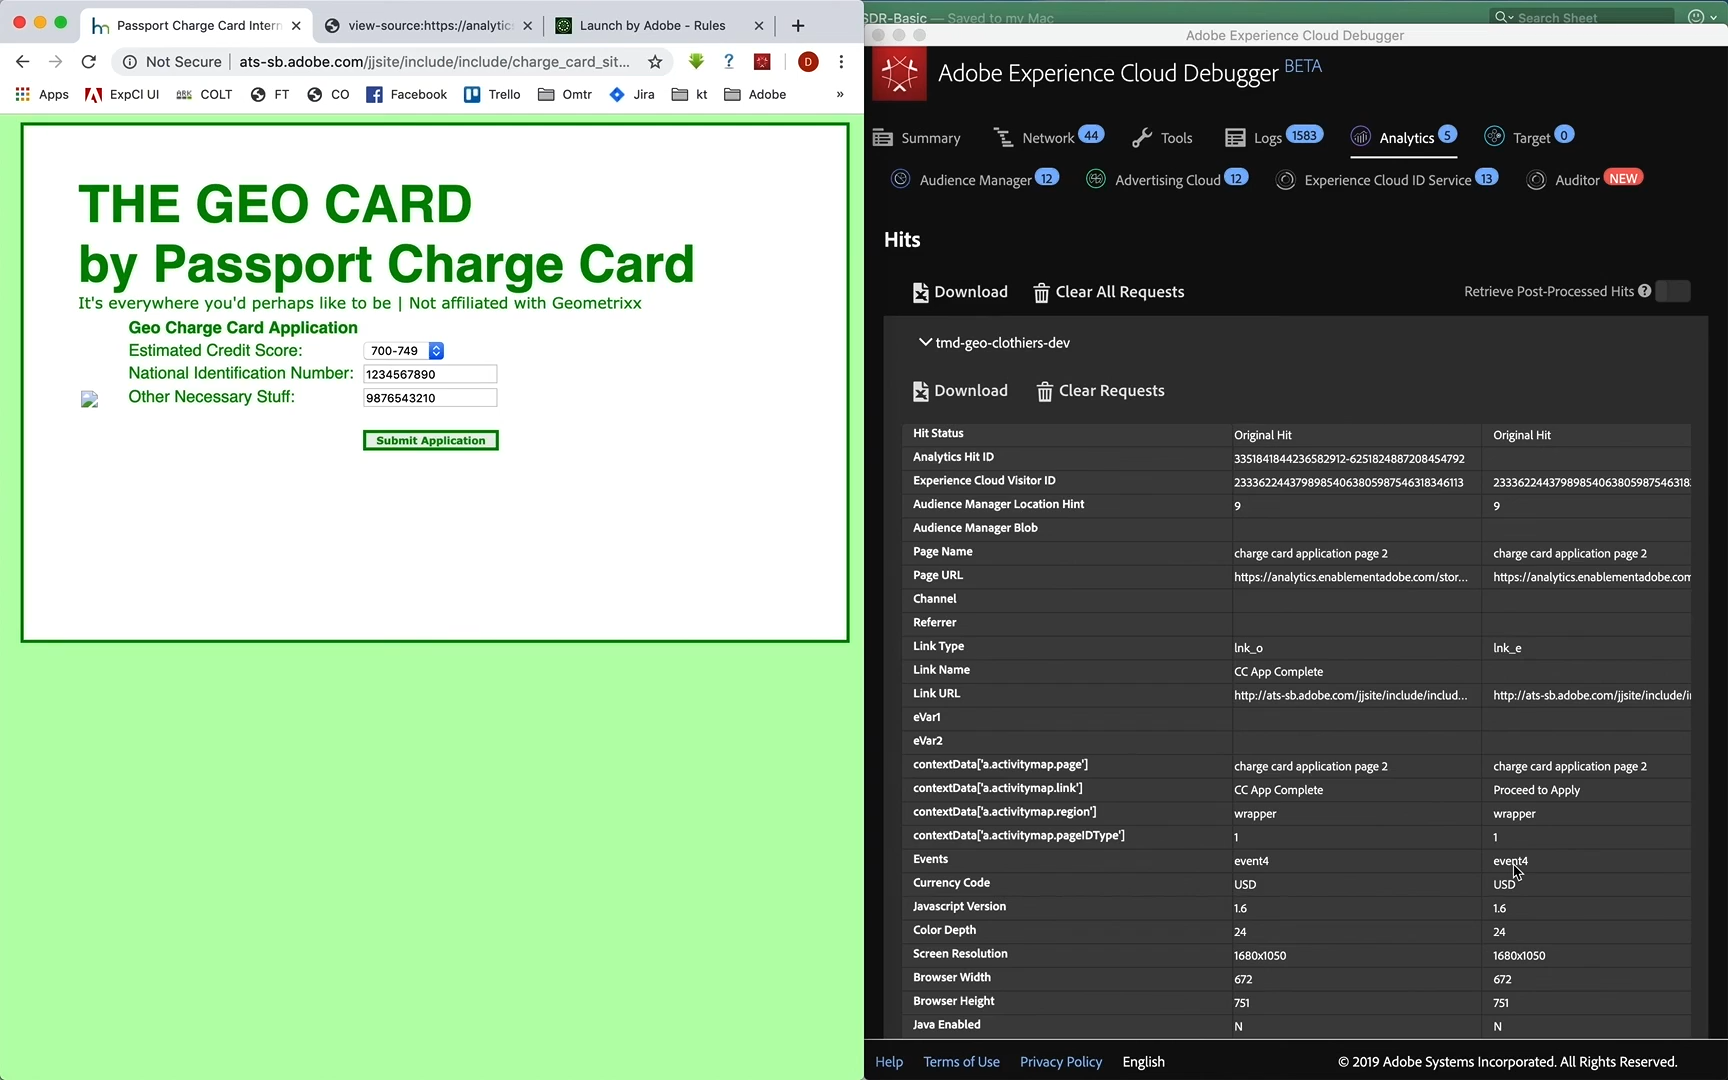 Passport Charge Card Intern
view-source:https://analytics
Launch by Adobe - Rules
Not Secure | ats-sb.adobe.com/jjsite/include/include/charge_card_sit...
D
Apps
ExpCl UI
COLT
FT
CO
Facebook
Trello
Omtr
Jira
kt
Adobe
»
THE GEO CARD
by Passport Charge Card
It's everywhere you'd perhaps like to be | Not affiliated with Geometrixx
Geo Charge Card Application
Estimated Credit Score: 700-749
National Identification Number: 1234567890
Other Necessary Stuff: 9876543210
Submit Application
SDR-Basic — Saved to my Mac
Search Sheet
Adobe Experience Cloud Debugger
Adobe Experience Cloud Debugger BETA
Summary
Network 44
Tools
Logs 1583
Analytics 5
Target 0
Audience Manager 12
Advertising Cloud 12
Experience Cloud ID Service 13
Auditor NEW
Hits
Download
Clear All Requests
Retrieve Post-Processed Hits ?
tmd-geo-clothiers-dev
Download
Clear Requests
Hit Status Original Hit Original Hit
Analytics Hit ID 3351841844236582912-6251824887208454792
Experience Cloud Visitor ID 23336224437989854063805987546318346113 233362244379898540638059875463183
Audience Manager Location Hint 9 9
Audience Manager Blob
Page Name charge card application page 2 charge card application page 2
Page URL https://analytics.enablementadobe.com/stor... https://analytics.enablementadobe.com
Channel
Referrer
Link Type lnk_o lnk_e
Link Name CC App Complete
Link URL http://ats-sb.adobe.com/jjsite/include/includ... http://ats-sb.adobe.com/jjsite/include/i
eVar1
eVar2
contextData['a.activitymap.page'] charge card application page 2 charge card application page 2
contextData['a.activitymap.link'] CC App Complete Proceed to Apply
contextData['a.activitymap.region'] wrapper wrapper
contextData['a.activitymap.pageIDType'] 1 1
Events event4 event4
Currency Code USD USD
Javascript Version 1.6 1.6
Color Depth 24 24
Screen Resolution 1680x1050 1680x1050
Browser Width 672 672
Browser Height 751 751
Java Enabled N N
Help
Terms of Use
Privacy Policy
English
© 2019 Adobe Systems Incorporated. All Rights Reserved.